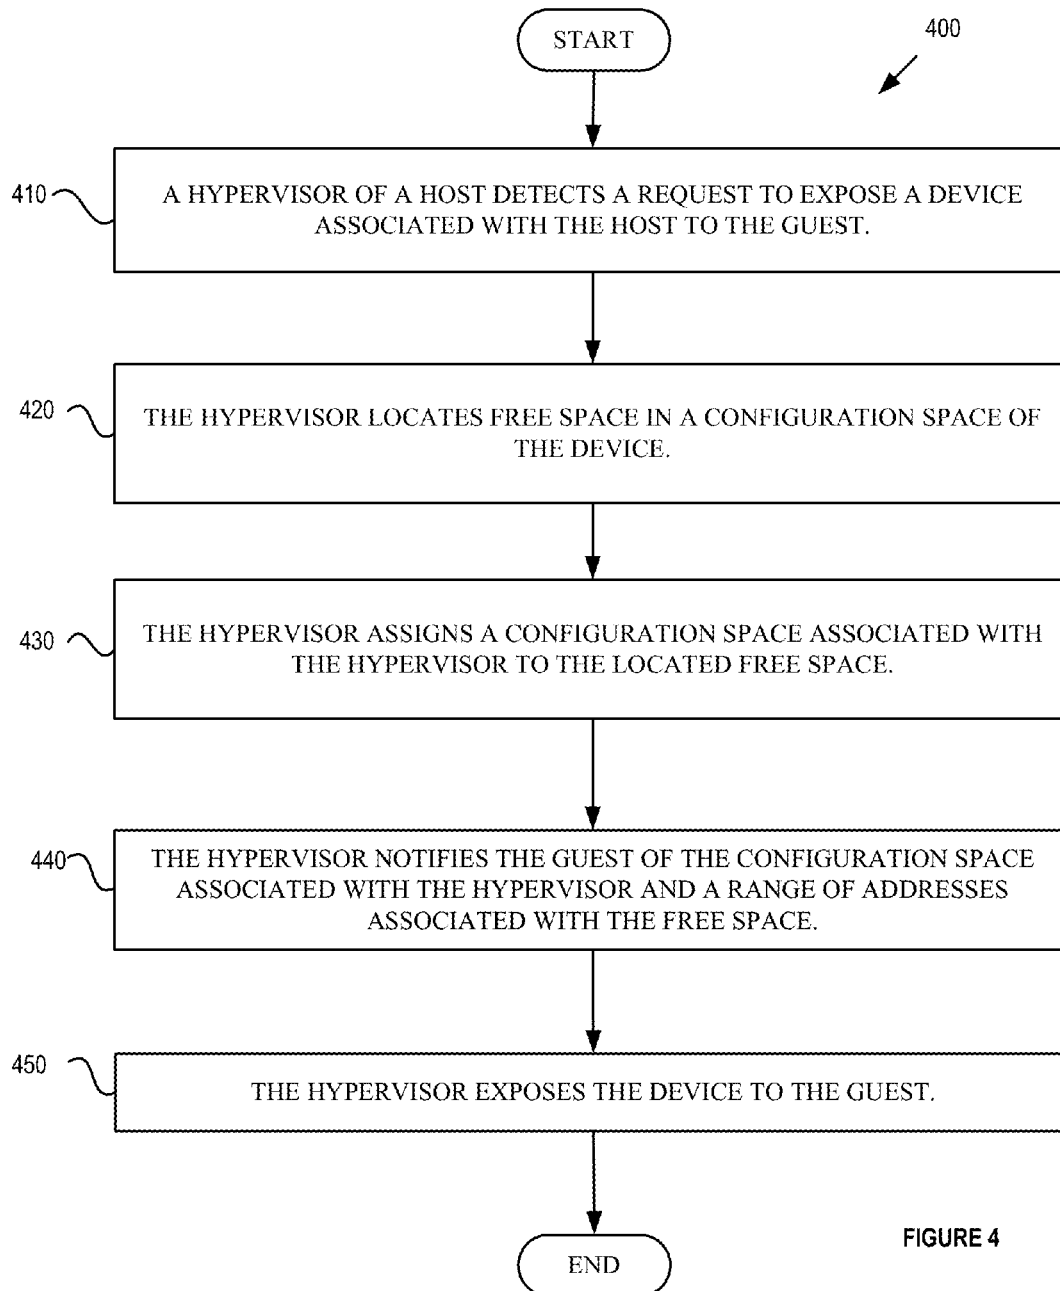 START
400
410
A HYPERVISOR OF A HOST DETECTS A REQUEST TO EXPOSE A DEVICE
ASSOCIATED WITH THE HOST TO THE GUEST.
420
THE HYPERVISOR LOCATES FREE SPACE IN A CONFIGURATION SPACE OF
THE DEVICE.
430
THE HYPERVISOR ASSIGNS A CONFIGURATION SPACE ASSOCIATED WITH
THE HYPERVISOR TO THE LOCATED FREE SPACE.
440
THE HYPERVISOR NOTIFIES THE GUEST OF THE CONFIGURATION SPACE
ASSOCIATED WITH THE HYPERVISOR AND A RANGE OF ADDRESSES
ASSOCIATED WITH THE FREE SPACE.
450
THE HYPERVISOR EXPOSES THE DEVICE TO THE GUEST.
END
FIGURE 4